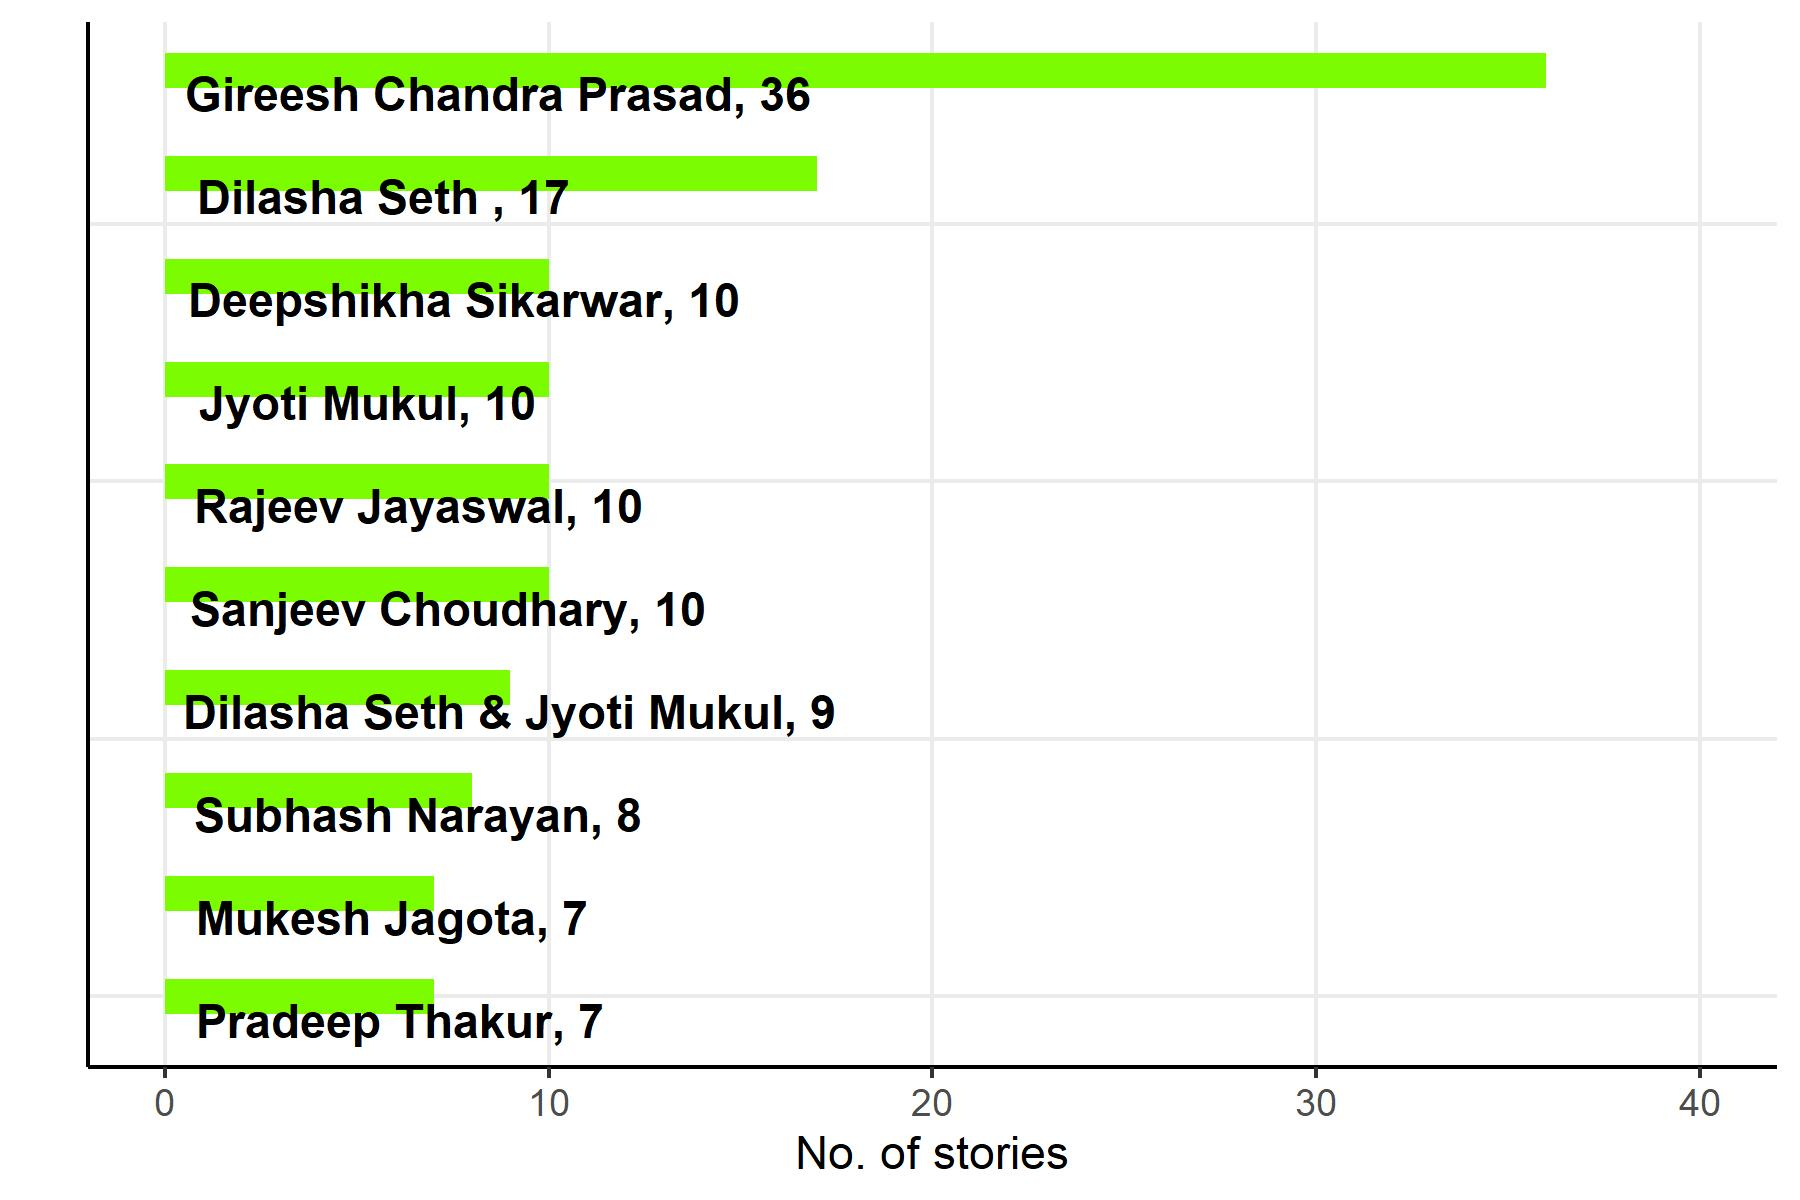 Gireesh Chandra Prasad, 36
Dilasha Seth , 17
Deepshikha Sikarwar, 10
Jyoti Mukul, 10
Rajeev Jayaswal, 10
Sanjeev Choudhary, 10
Dilasha Seth & Jyoti Mukul, 9
Subhash Narayan, 8
Mukesh Jagota, 7
Pradeep Thakur, 7
0 10 20 30 40
No. of stories